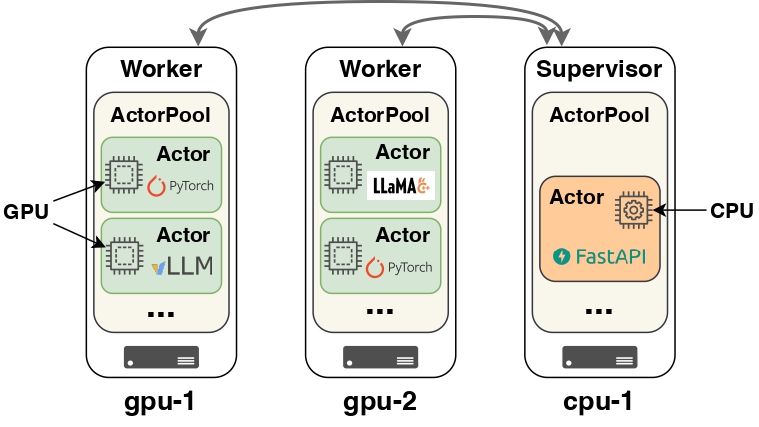 Worker
Worker
Supervisor
ActorPool
ActorPool
ActorPool
Actor
PyTorch
Actor
LLaMA
Actor
FastAPI
GPU
CPU
Actor
vLLM
Actor
PyTorch
...
...
...
gpu-1
gpu-2
cpu-1